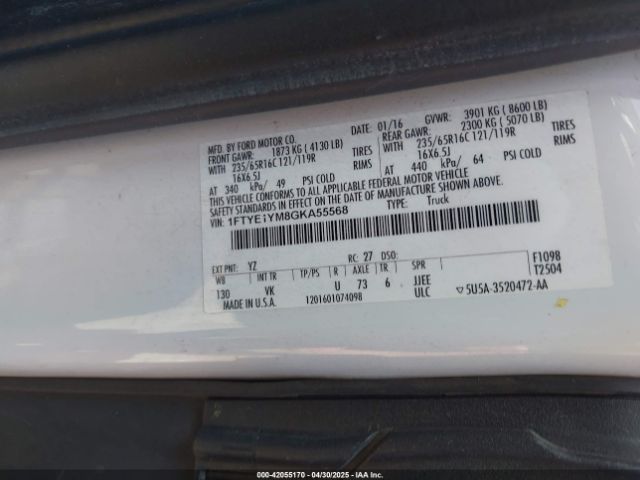 MFD. BY FORD MOTOR CO.
DATE: 01/16 GVWR: 3901 KG ( 8600 LB)
FRONT GAWR: 1873 KG ( 4130 LB)
REAR GAWR: 2300 KG ( 5070 LB)
WITH 235/65R16C 121/119R TIRES
WITH 235/65R16C 121/119R TIRES
16X6.5J RIMS
16X6.5J RIMS
AT 340 kPa/ 49 PSI COLD
AT 440 kPa/ 64 PSI COLD
THIS VEHICLE CONFORMS TO ALL APPLICABLE FEDERAL MOTOR VEHICLE
SAFETY STANDARDS IN EFFECT ON THE DATE OF MANUFACTURE SHOWN ABOVE.
VIN: 1FTYE1YM8GKA55568 TYPE: Truck
EXT PNT: YZ RC: 27 DSO:
WB INT TR TP/PS R AXLE TR SPR F1098
130 VK U 73 6 JJEE T2504
MADE IN U.S.A. 1201601074098 ULC 5U5A-3520472-AA
000-42055170 - 04/30/2025 - IAAI.com